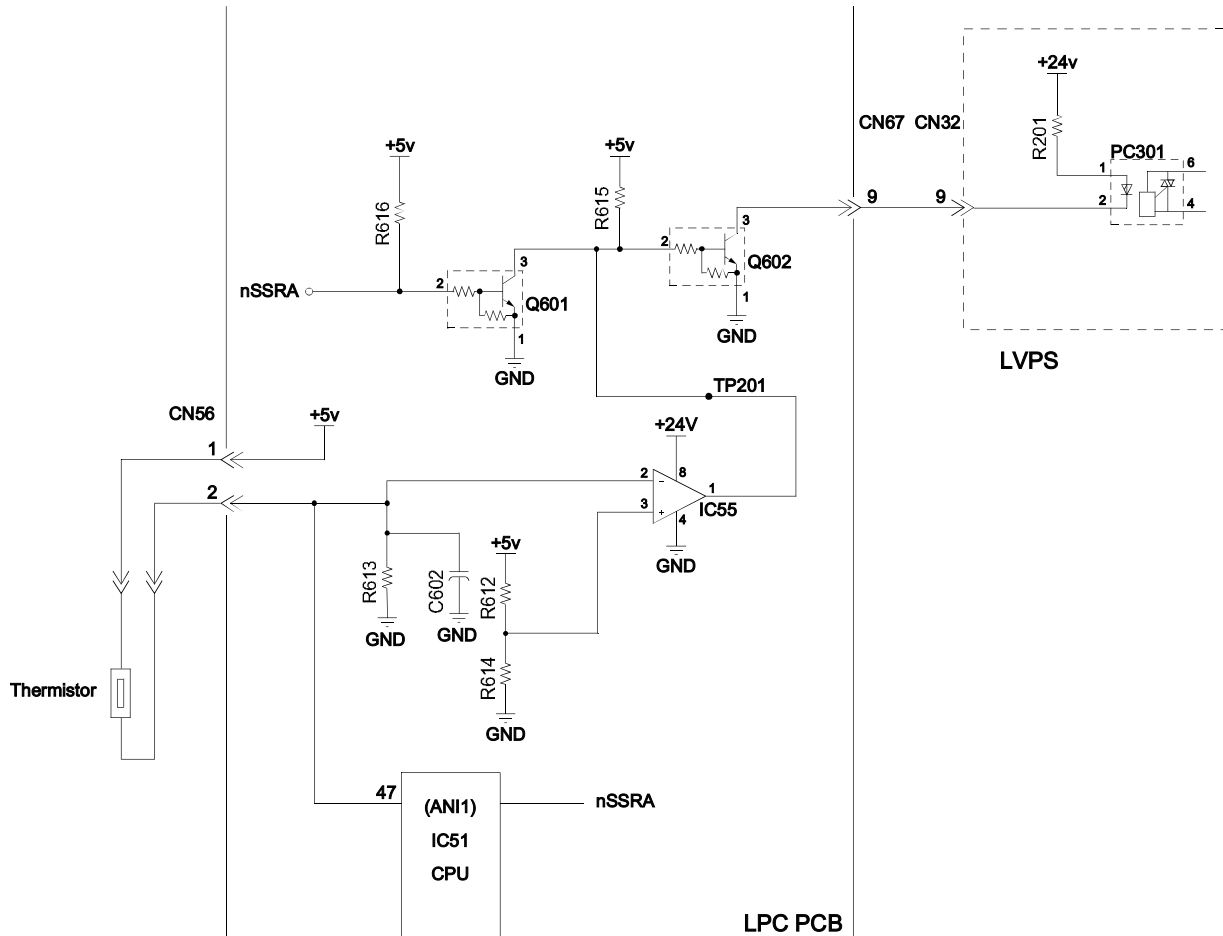 +24v
CN67 CN32
R201
PC301
1
6
2
4
+5v
+5v
R616
R615
9
9
3
2
Q602
1
GND
3
nSSRA
2
Q601
1
GND
LVPS
TP201
CN56
+5v
1
+24V
2
2
8
1
3
IC55
4
GND
-
+
+5v
R613
C602
R612
GND
GND
R614
GND
Thermistor
47
(ANI1)
nSSRA
IC51
CPU
LPC PCB